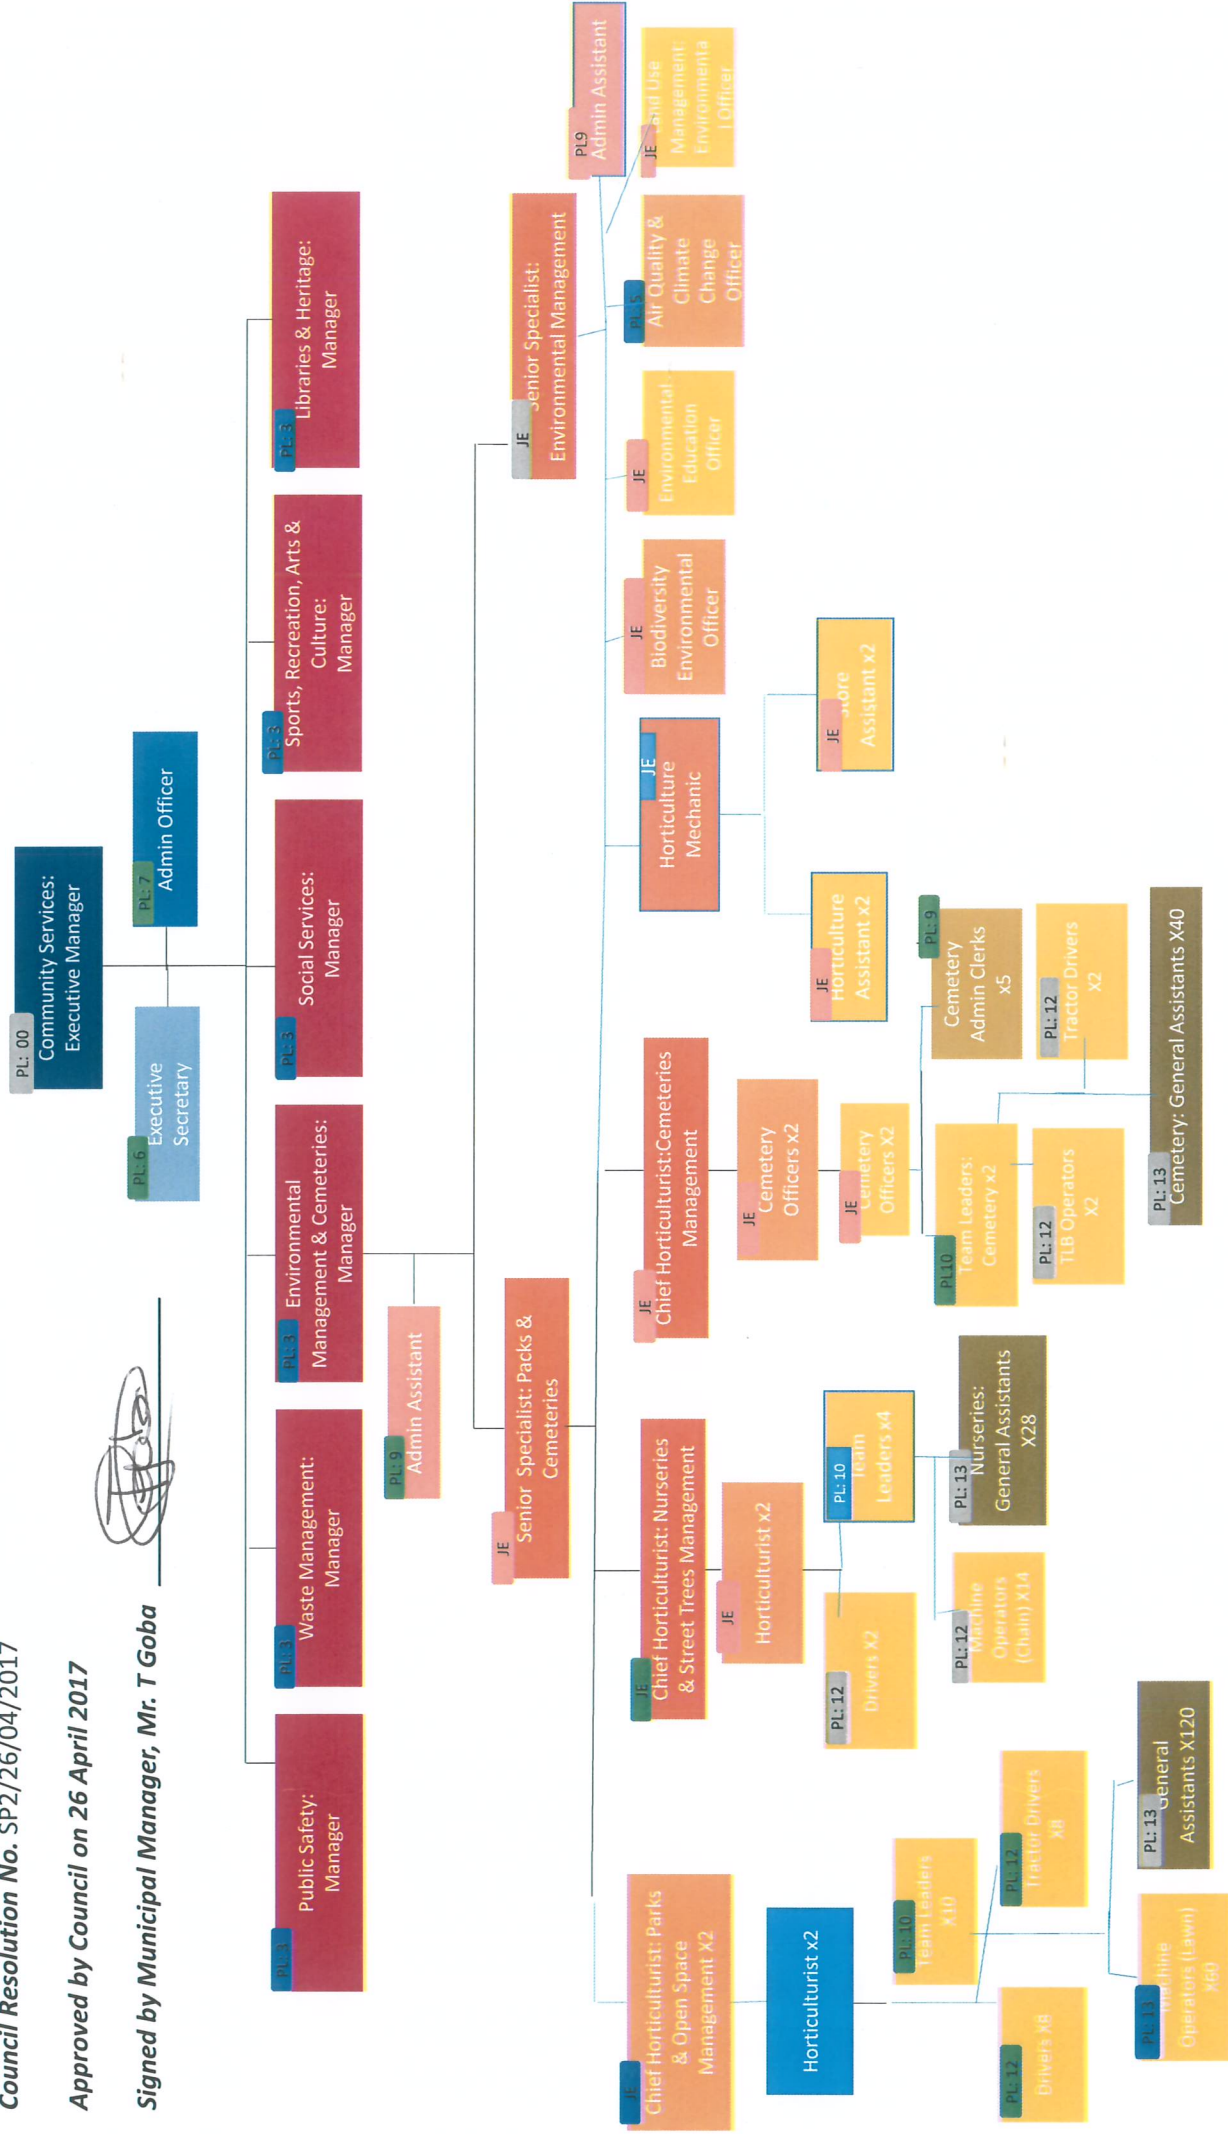 Council Resolution No. SP2/26/04/2017
Approved by Council on 26 April 2017
Signed by Municipal Manager, Mr. T Goba
PL: 00
Community Services:
Executive Manager
PL: 6
Executive
Secretary
PL: 7
Admin Officer
PL: 3
Public Safety:
Manager
PL: 3
Waste Management:
Manager
PL: 3
Environmental
Management & Cemeteries:
Manager
PL: 3
Social Services:
Manager
PL: 3
Sports, Recreation, Arts &
Culture:
Manager
PL: 3
Libraries & Heritage:
Manager
PL: 9
Admin Assistant
JE
Senior Specialist: Packs &
Cemeteries
JE
Senior Specialist:
Environmental Management
PL9
Admin Assistant
JE
Chief Horticulturist: Parks
& Open Space
Management X2
JE
Chief Horticulturist: Nurseries
& Street Trees Management
JE
Chief Horticulturist:Cemeteries
Management
JE
Horticulture
Mechanic
JE
Biodiversity
Environmental
Officer
JE
Environmental
Education
Officer
PL: 5
Air Quality &
Climate
Change
Officer
JE
Land Use
Management:
Environmenta
l Officer
Horticulturist x2
JE
Horticulturist x2
JE
Cemetery
Officers x2
JE
Cemetery
Officers X2
JE
Horticulture
Assistant x2
JE
Store
Assistant x2
PL: 12
Drivers X2
PL: 10
Team
Leaders x4
PL: 10
Team Leaders
X10
PL10
Team Leaders:
Cemetery x2
PL: 9
Cemetery
Admin Clerks
x5
PL: 12
Drivers X8
PL: 12
Tractor Drivers
X8
PL: 12
Machine
Operators
(Chain) X14
PL: 13
Nurseries:
General Assistants
X28
PL: 12
TLB Operators
X2
PL: 12
Tractor Drivers
X2
PL: 13
Machine
Operators (Lawn)
X60
PL: 13
General
Assistants X120
PL: 13
Cemetery: General Assistants X40